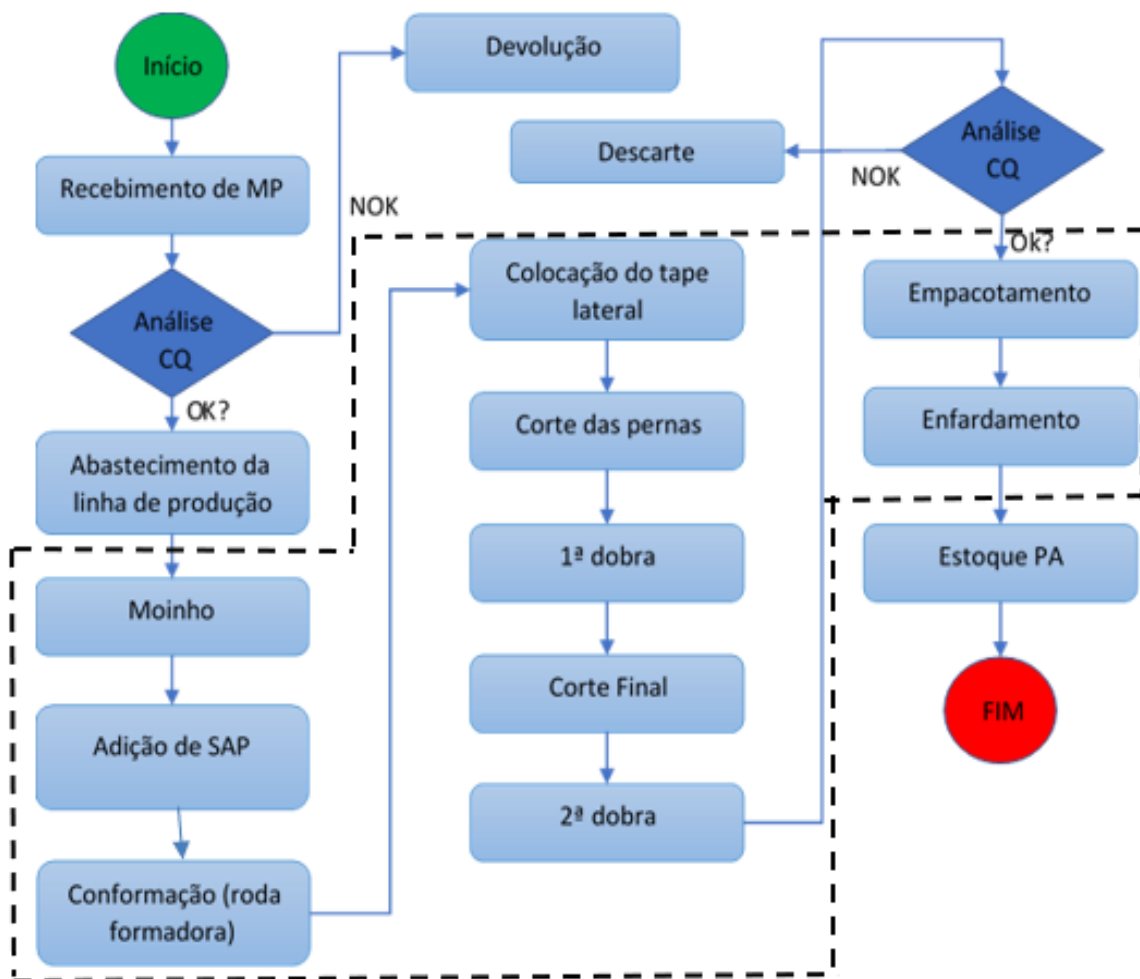 Início
Recebimento de MP
Análise
CQ
NOK
Devolução
OK?
Abastecimento da
linha de produção
Moinho
Adição de SAP
Conformação (roda
formadora)
Colocação do tape
lateral
Corte das pernas
1ª dobra
Corte Final
2ª dobra
Análise
CQ
NOK
Descarte
Ok?
Empacotamento
Enfardamento
Estoque PA
FIM